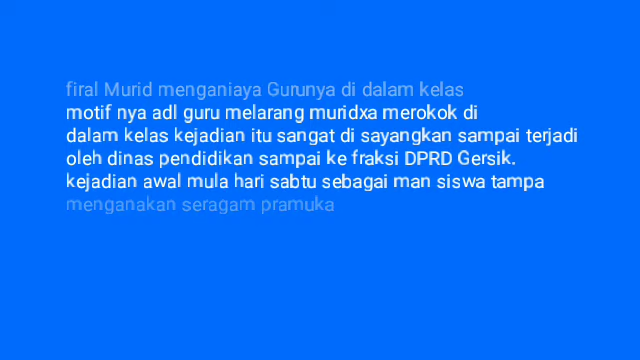 firal Murid menganiaya Gurunya di dalam kelas
motif nya adl guru melarang muridxa merokok di
dalam kelas kejadian itu sangat di sayangkan sampai terjadi
oleh dinas pendidikan sampai ke fraksi DPRD Gersik.
kejadian awal mula hari sabtu sebagai man siswa tampa
menganakan seragam pramuka